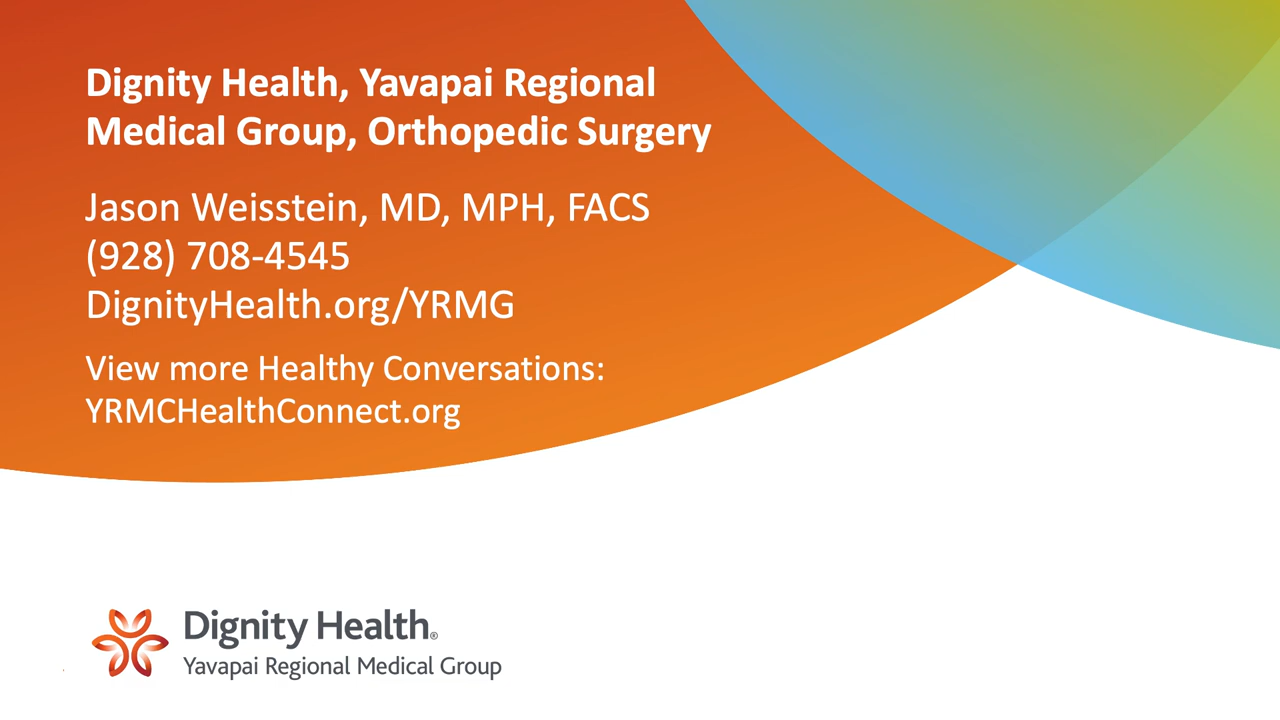 Dignity Health, Yavapai Regional
Medical Group, Orthopedic Surgery
Jason Weisstein, MD, MPH, FACS
(928) 708-4545
DignityHealth.org/YRMG
View more Healthy Conversations:
YRMCHealthConnect.org
Dignity Health®
Yavapai Regional Medical Group